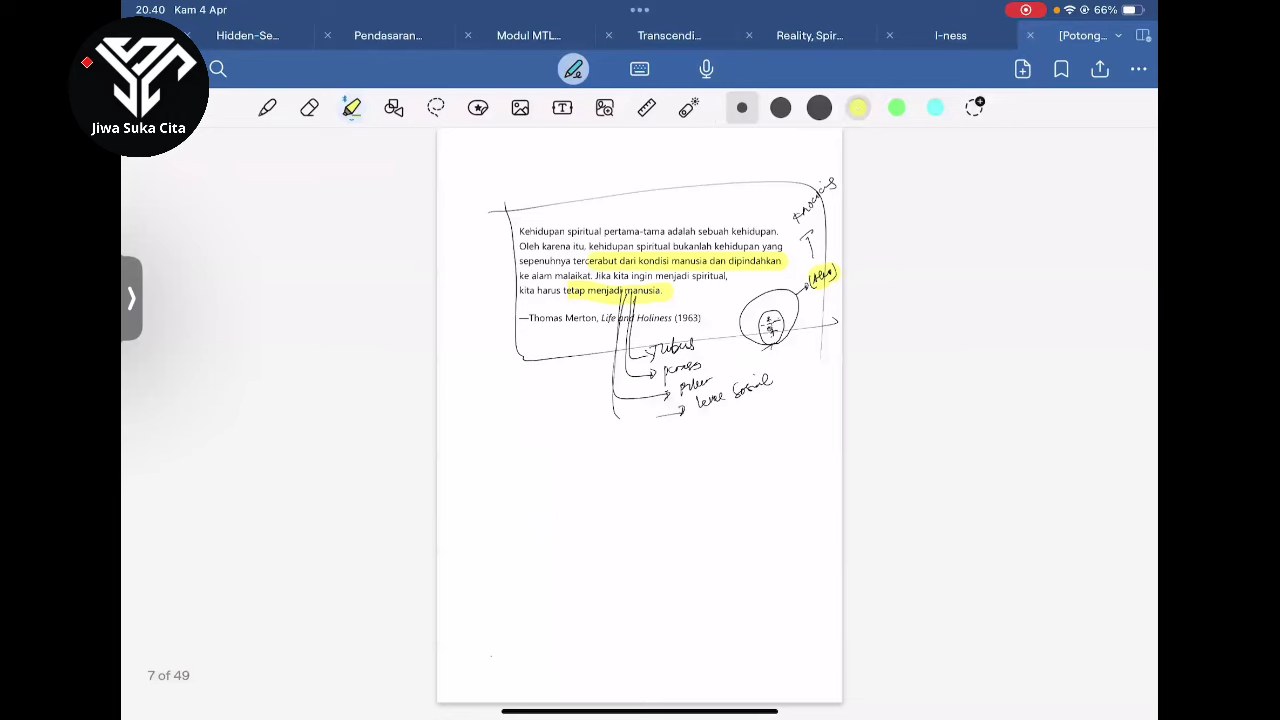 20.40 Kam 4 Apr
66%
Hidden-Se...
Pendasaran...
Modul MTL...
Transcendi...
Reality, Spir...
I-ness
[Potong...
Jiwa Suka Cita
Kehidupan spiritual pertama-tama adalah sebuah kehidupan.
Oleh karena itu, kehidupan spiritual bukanlah kehidupan yang
sepenuhnya tercerabut dari kondisi manusia dan dipindahkan
ke alam malaikat. Jika kita ingin menjadi spiritual,
kita harus tetap menjadi manusia.
—Thomas Merton, Life and Holiness (1963)
Tubuh
Sosial
7 of 49